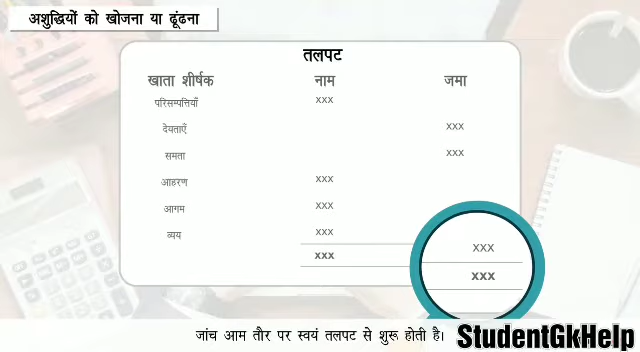 अशुद्धियों को खोजना या ढूंढना
तलपट
खाता शीर्षक नाम जमा
परिसम्पत्तियाँ xxx
देयताएँ xxx
समता xxx
आहरण xxx
आगम xxx
व्यय xxx xxx
xxx xxx
जांच आम तौर पर स्वयं तलपट से शुरू होती है।
StudentGkHelp